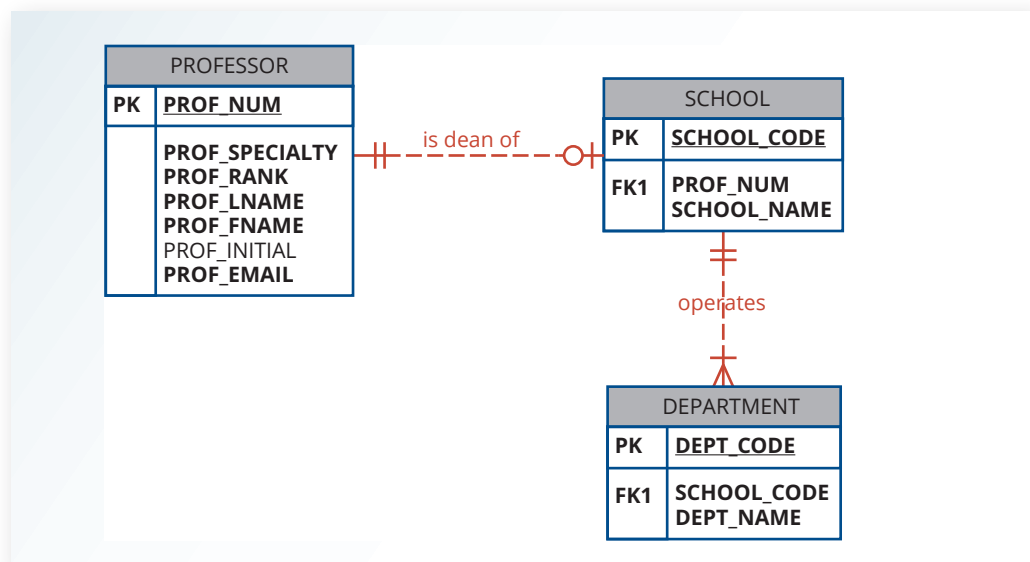 PROFESSOR
PK PROF_NUM
PROF_SPECIALTY
PROF_RANK
PROF_LNAME
PROF_FNAME
PROF_INITIAL
PROF_EMAIL
is dean of
SCHOOL
PK SCHOOL_CODE
FK1 PROF_NUM
SCHOOL_NAME
operates
DEPARTMENT
PK DEPT_CODE
FK1 SCHOOL_CODE
DEPT_NAME